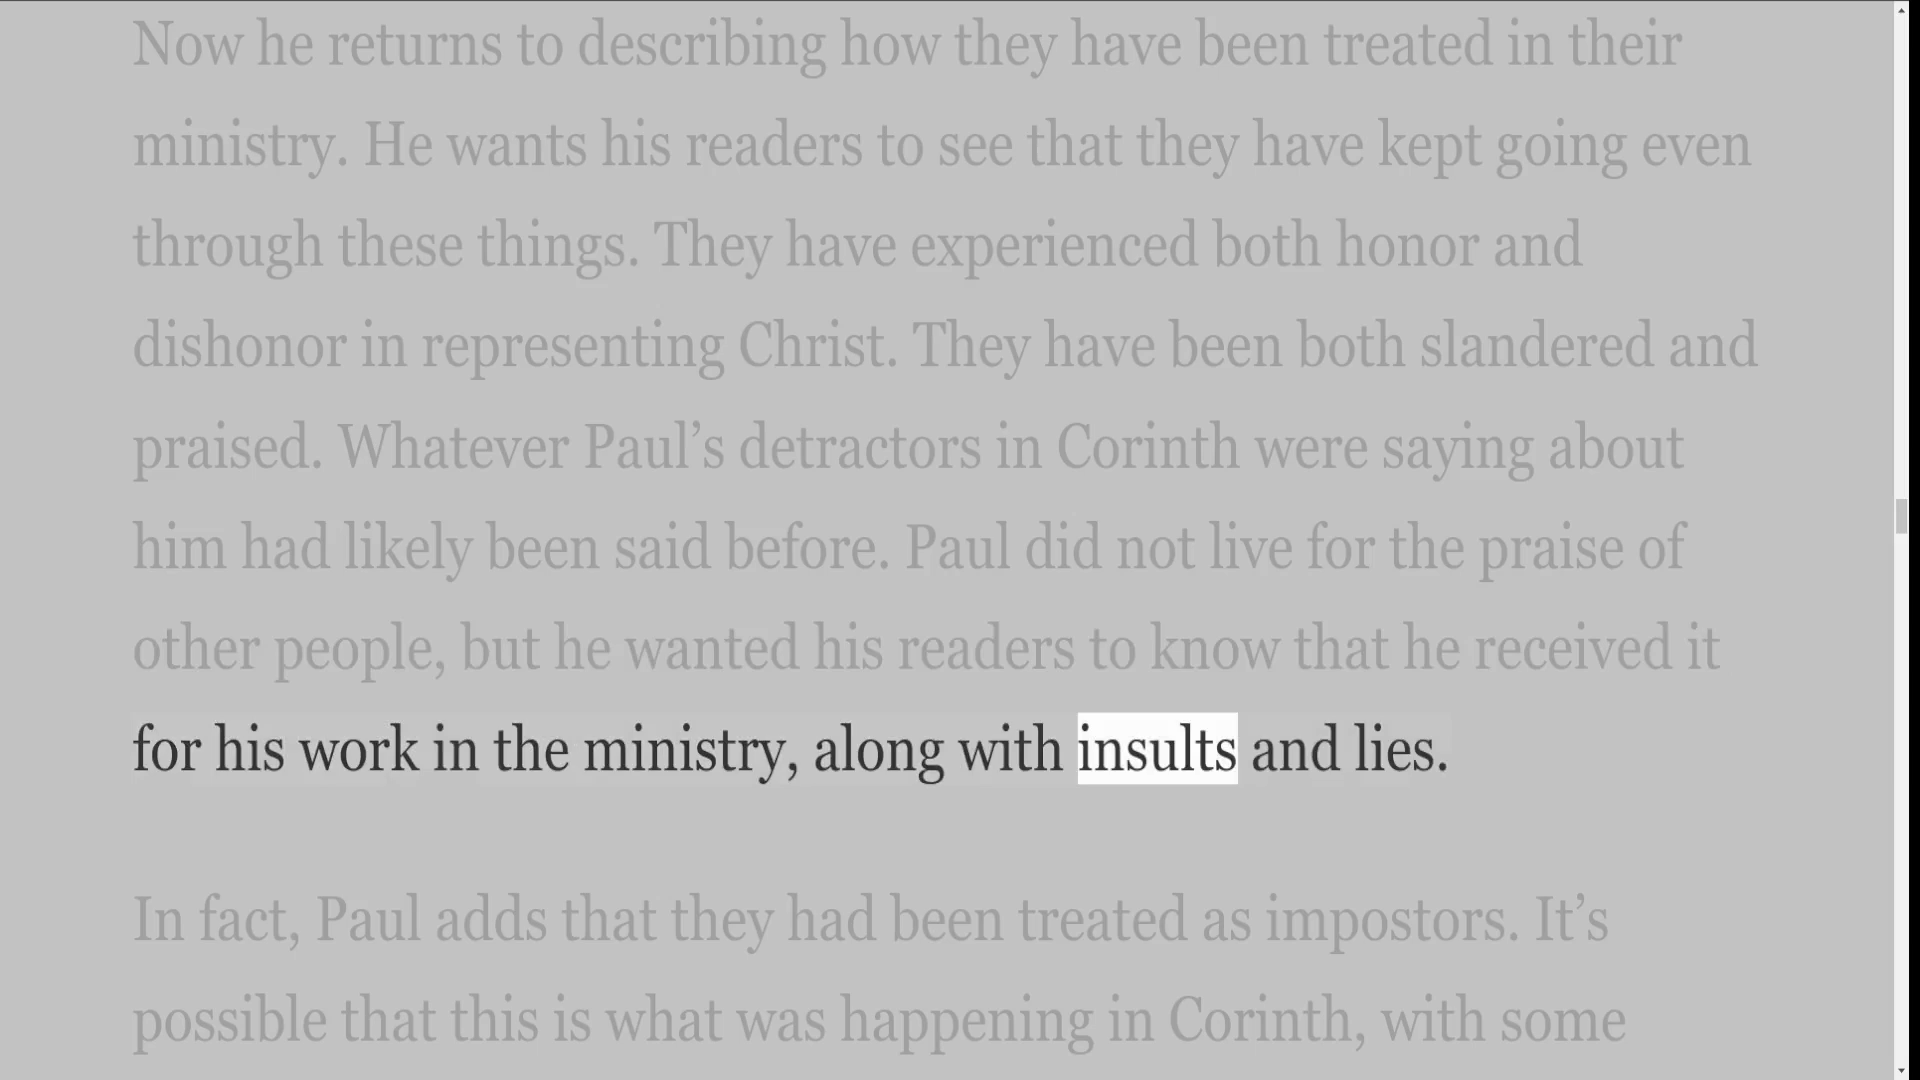 Now he returns to describing how they have been treated in their
ministry. He wants his readers to see that they have kept going even
through these things. They have experienced both honor and
dishonor in representing Christ. They have been both slandered and
praised. Whatever Paul’s detractors in Corinth were saying about
him had likely been said before. Paul did not live for the praise of
other people, but he wanted his readers to know that he received it
for his work in the ministry, along with insults and lies.
In fact, Paul adds that they had been treated as impostors. It’s
possible that this is what was happening in Corinth, with some